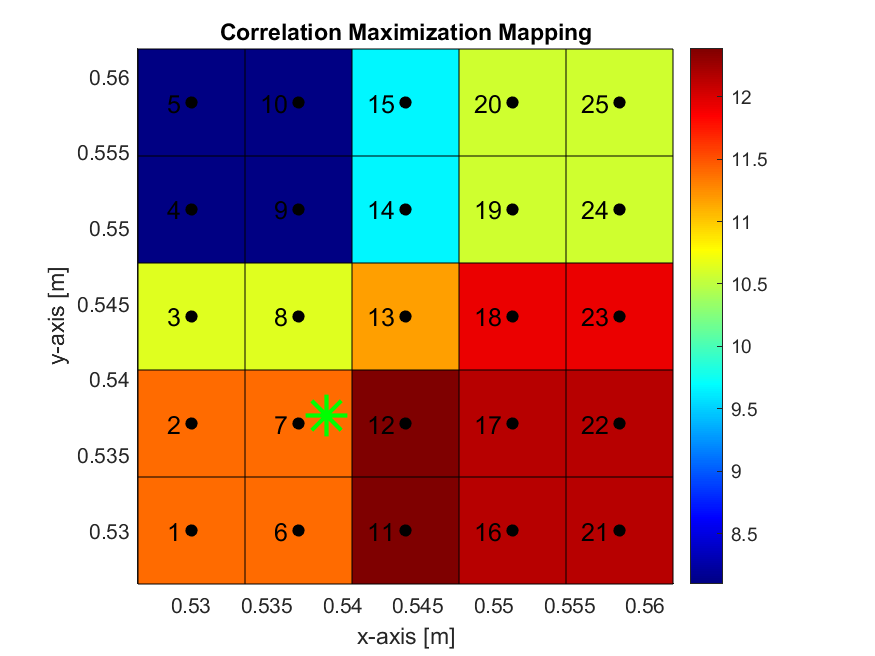 Correlation Maximization Mapping
0.56
0.555
0.55
0.545
0.54
0.535
0.53
y-axis [m]
5 10 15 20 25
4 9 14 19 24
3 8 13 18 23
2 7 12 17 22
1 6 11 16 21
0.53 0.535 0.54 0.545 0.55 0.555 0.56
x-axis [m]
12
11.5
11
10.5
10
9.5
9
8.5